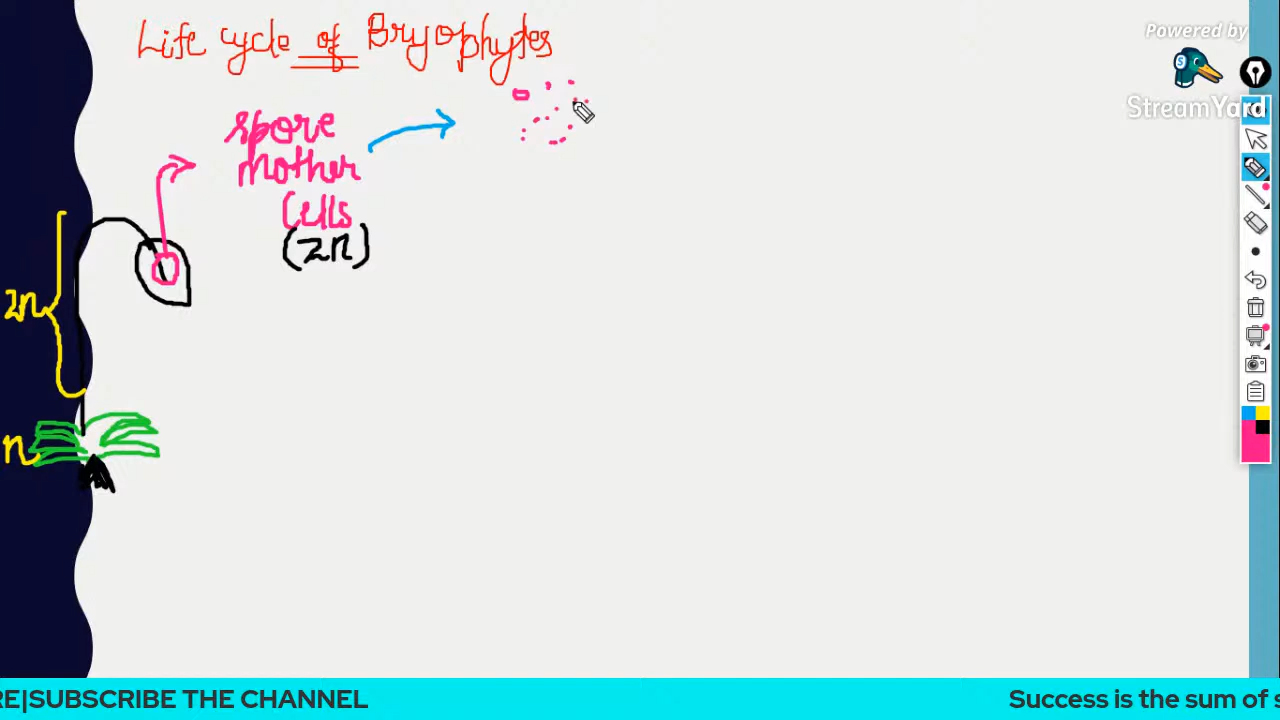 Life cycle of Bryophytes
Powered by
StreamYard
spore
mother
cells
(2n)
2n
n
RE|SUBSCRIBE THE CHANNEL
Success is the sum of s